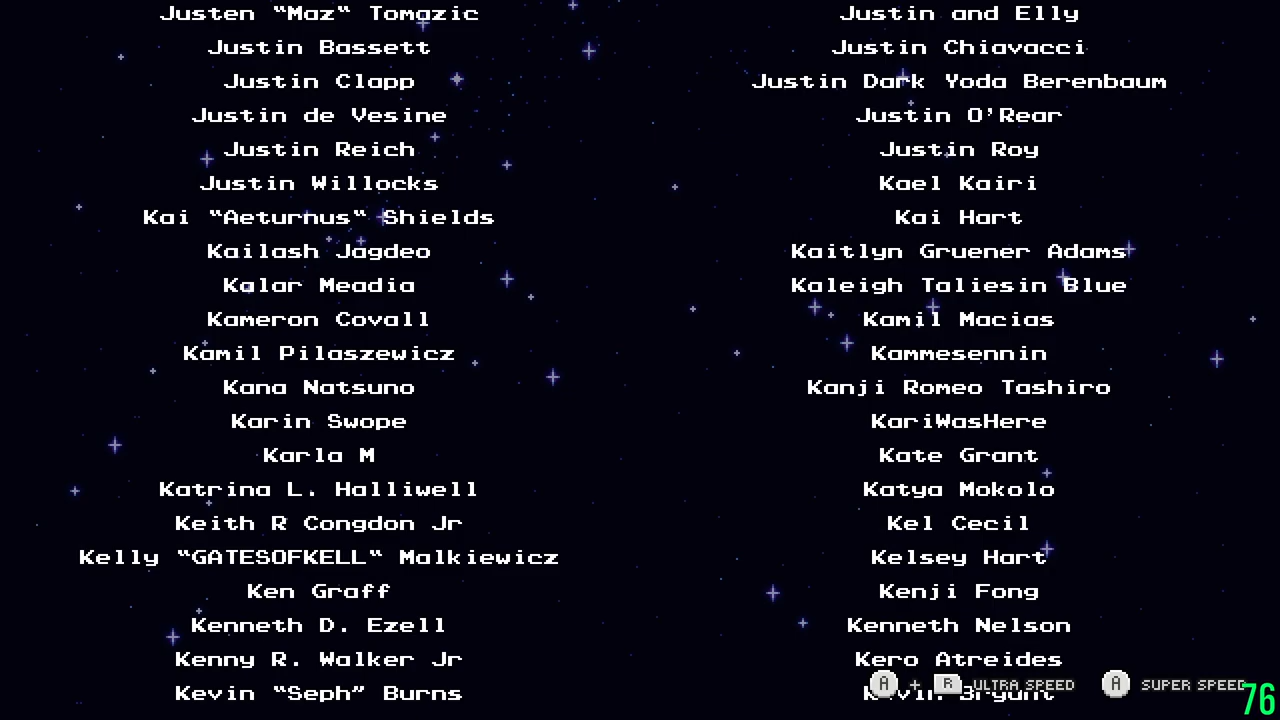 Justen "Maz" Tomazic
Justin and Elly
Justin Bassett
Justin Chiavacci
Justin Clapp
Justin Dark Yoda Berenbaum
Justin de Vesine
Justin O'Rear
Justin Reich
Justin Roy
Justin Willocks
Kael Kairi
Kai "Aeturnus" Shields
Kai Hart
Kailash Jagdeo
Kaitlyn Gruener Adams
Kalar Meadia
Kaleigh Taliesin Blue
Kameron Covall
Kamil Macias
Kamil Pilaszewicz
Kammesennin
Kana Natsuno
Kanji Romeo Tashiro
Karin Swope
KariWasHere
Karla M
Kate Grant
Katrina L. Halliwell
Katya Mokolo
Keith R Congdon Jr
Kel Cecil
Kelly "GATESOFKELL" Malkiewicz
Kelsey Hart
Ken Graff
Kenji Fong
Kenneth D. Ezell
Kenneth Nelson
Kenny R. Walker Jr
Kero Atreides
Kevin "Seph" Burns
Kevin Bryant
A + R ULTRA SPEED A SUPER SPEED
76